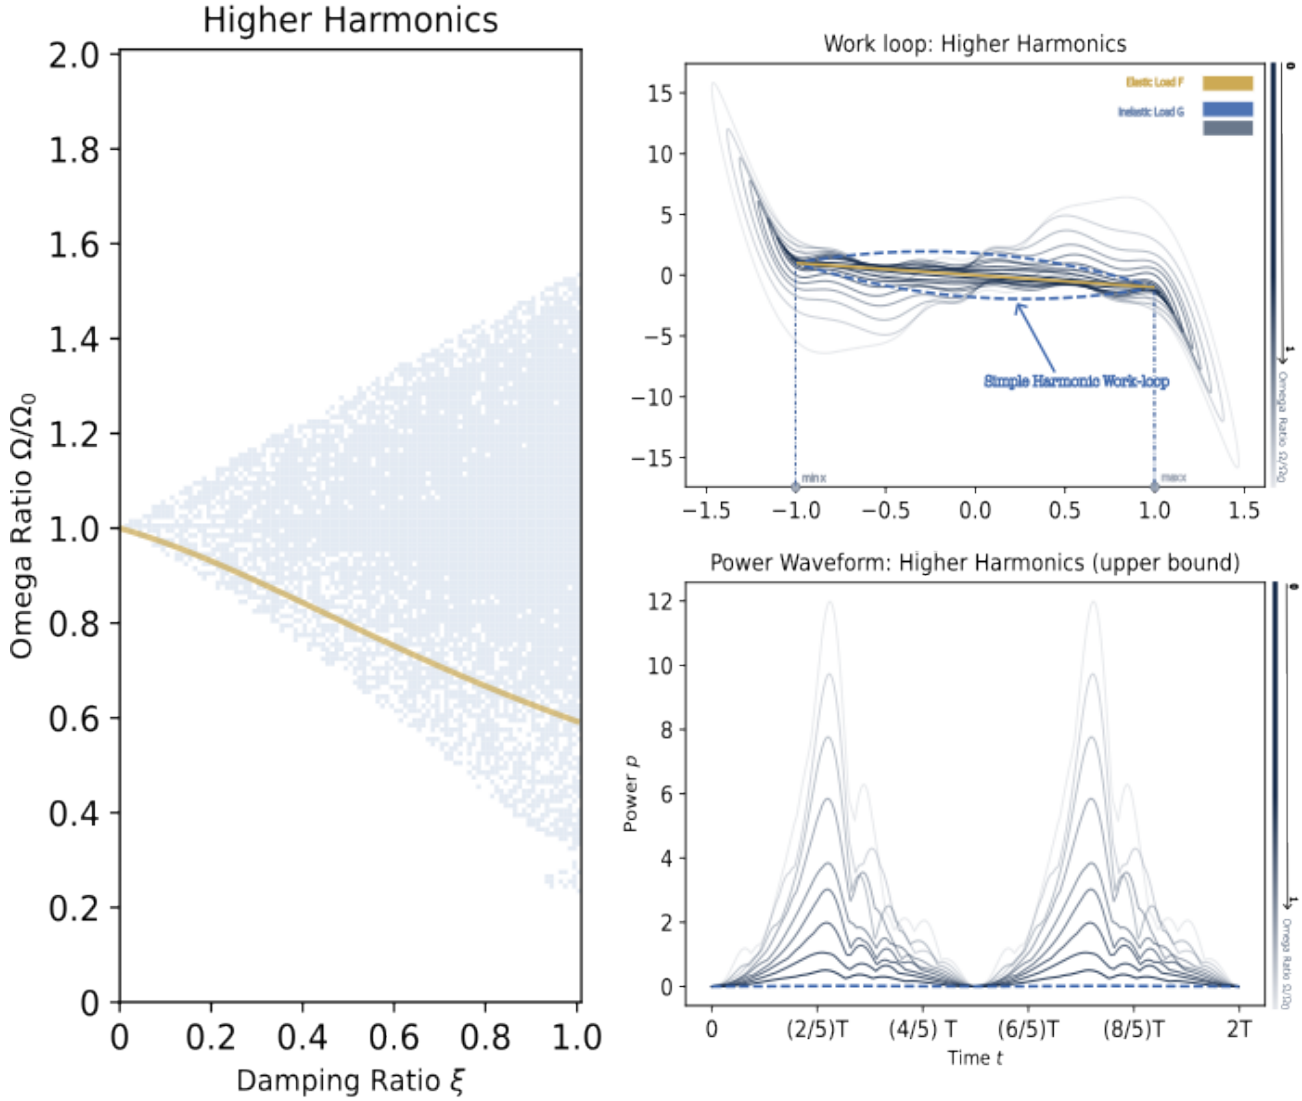 Higher Harmonics
2.0
1.8
1.6
1.4
1.2
1.0
0.8
0.6
0.4
0.2
0
Omega Ratio Ω/Ω₀
0 0.2 0.4 0.6 0.8 1.0
Damping Ratio ξ
Work loop: Higher Harmonics
15
10
5
0
−5
−10
−15
Elastic Load F
Inelastic Load G
Simple Harmonic Work-loop
min x
max x
−1.5 −1.0 −0.5 0.0 0.5 1.0 1.5
0
1
Omega Ratio Ω/Ω₀
Power Waveform: Higher Harmonics (upper bound)
12
10
8
6
4
2
0
Power p
0 (2/5)T (4/5) T (6/5)T (8/5)T 2T
Time t
0
1
Omega Ratio Ω/Ω₀